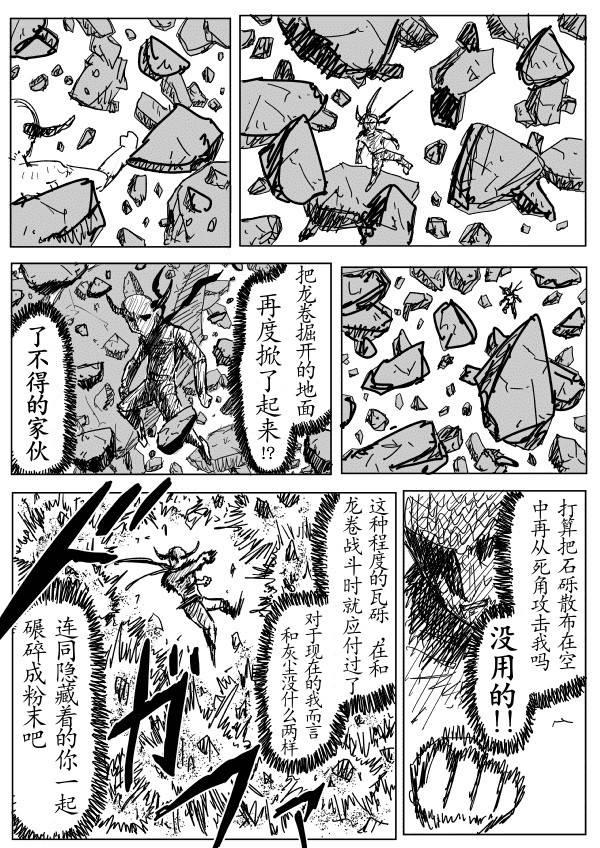 把龙卷掘开的地面
再度掀了起来!?
了不得的家伙
打算把石砾散布在空
中再从死角攻击我吗
没用的!!
这种程度的瓦砾 在和
龙卷战斗时就应付过了
对于现在的我而言
和灰尘没什么两样
连同隐藏着的你一起
碾碎成粉末吧
ドガァ